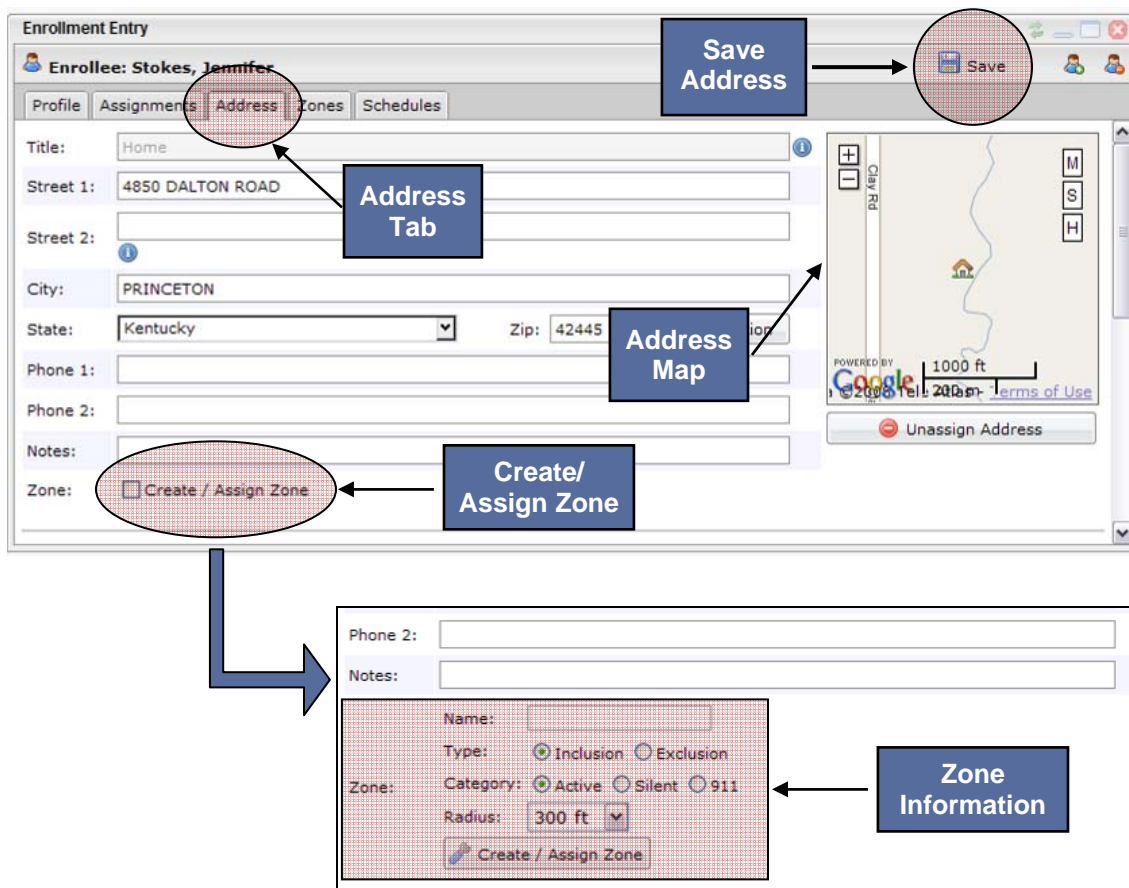 Enrollment Entry
Enrollee: Stokes, Jennifer
Save
Save
Address
Profile Assignments Address Zones Schedules
Title: Home
Street 1: 4850 DALTON ROAD
Address
Tab
Street 2:
City: PRINCETON
State: Kentucky Zip: 42445
Address
Map
Phone 1:
Phone 2:
Notes:
Zone: Create / Assign Zone
Create/
Assign Zone
+
-
Clay Rd
M
S
H
POWERED BY
Google
1000 ft
200 m
Terms of Use
Unassign Address
Phone 2:
Notes:
Zone:
Name:
Type: Inclusion Exclusion
Category: Active Silent 911
Radius: 300 ft
Create / Assign Zone
Zone
Information